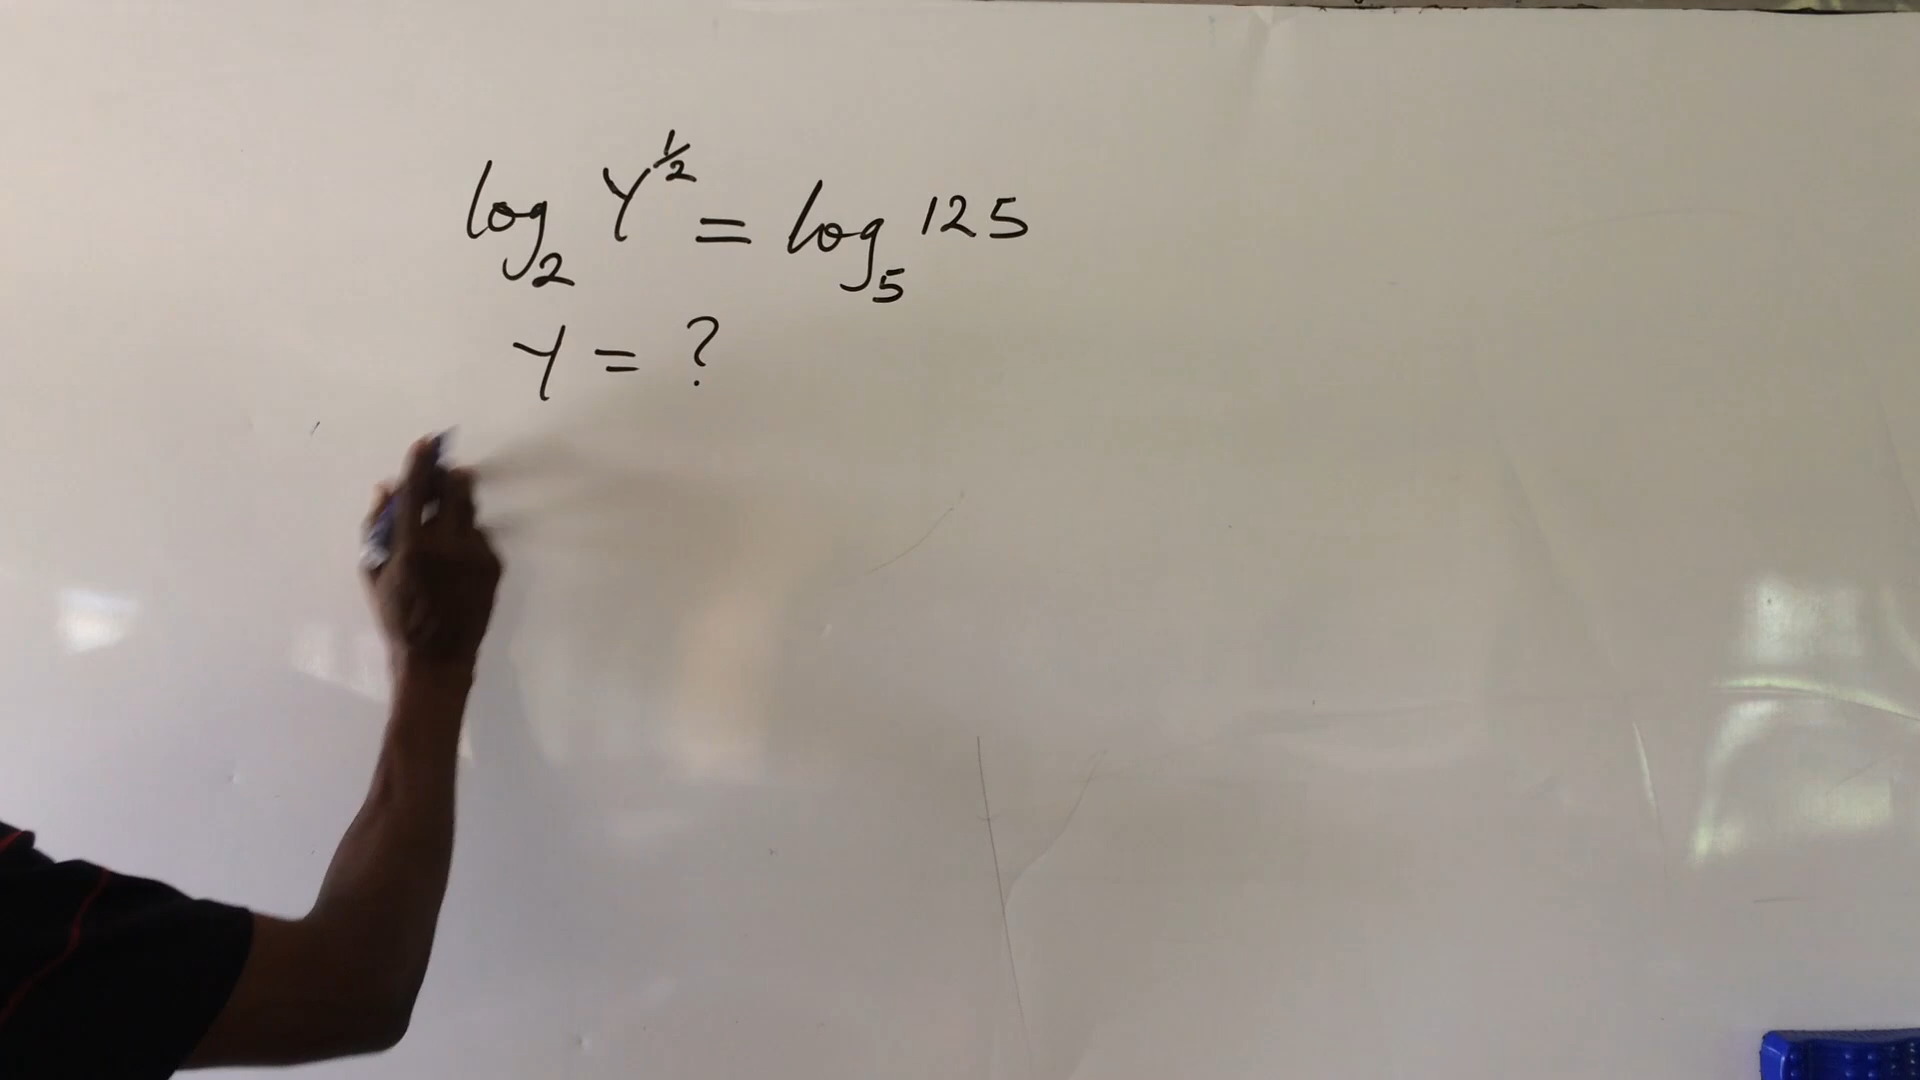 log₂ Y^½ = log₅ 125
Y = ?